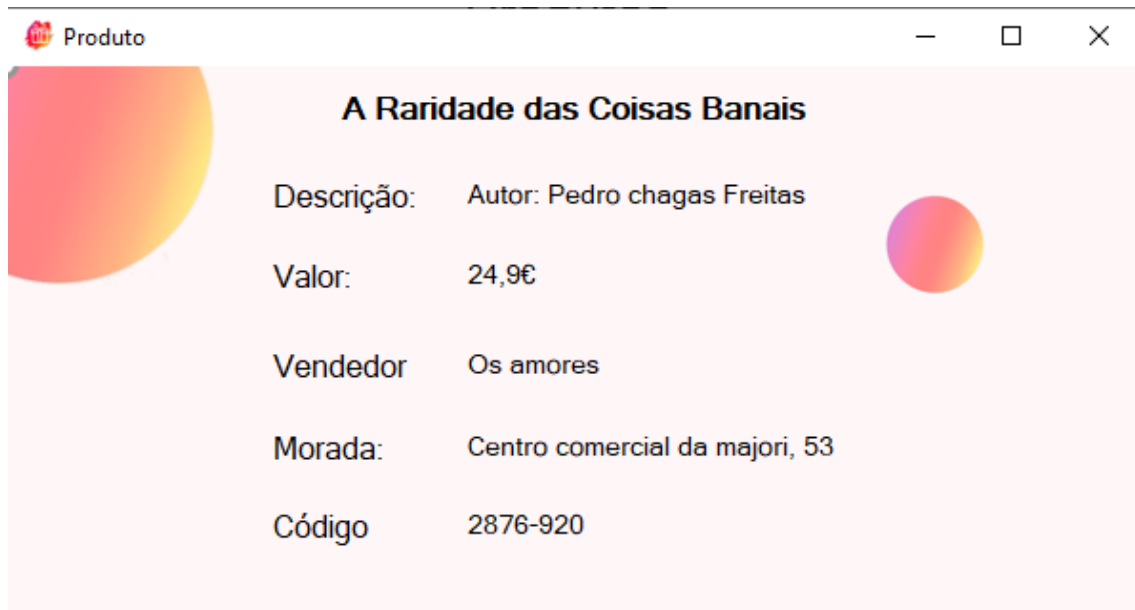 Produto
A Raridade das Coisas Banais
Descrição: Autor: Pedro chagas Freitas
Valor: 24,9€
Vendedor Os amores
Morada: Centro comercial da majori, 53
Código 2876-920